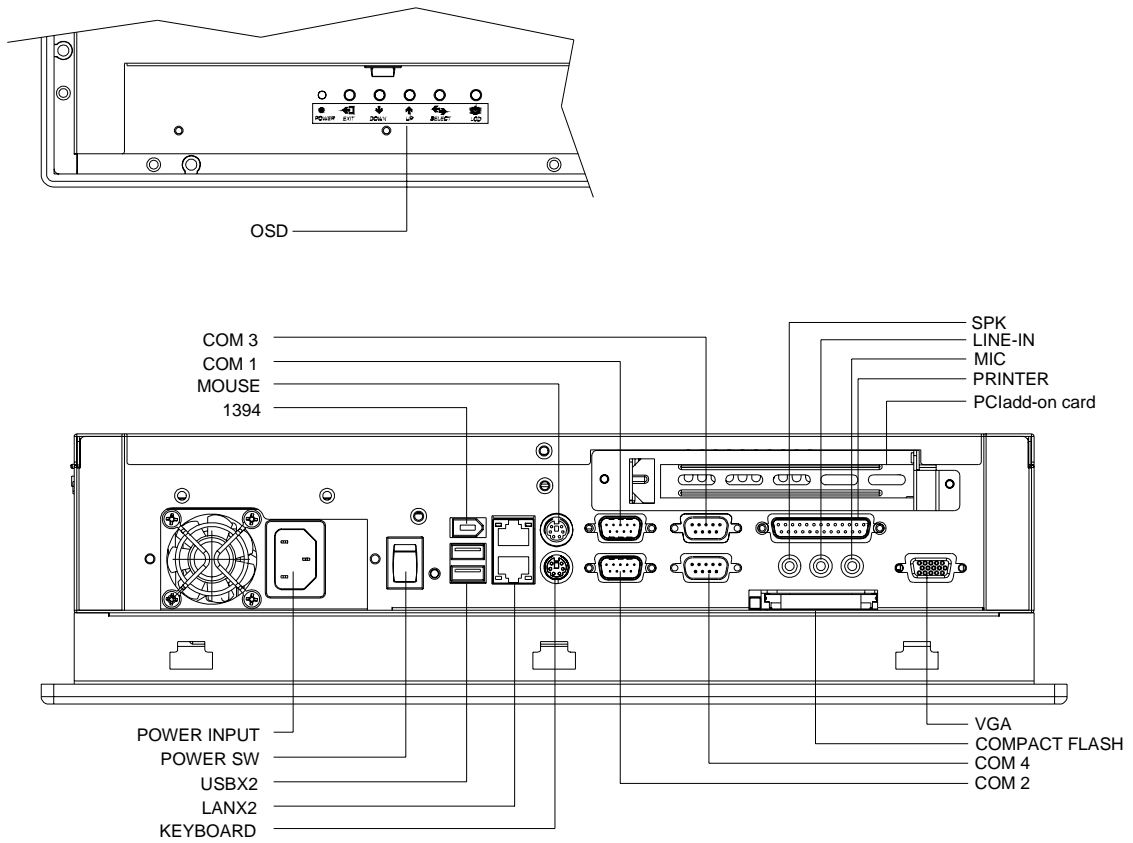 POWER EXIT DOWN UP SELECT LCD
OSD
COM 3
COM 1
MOUSE
1394
SPK
LINE-IN
MIC
PRINTER
PCIadd-on card
POWER INPUT
POWER SW
USBX2
LANX2
KEYBOARD
VGA
COMPACT FLASH
COM 4
COM 2